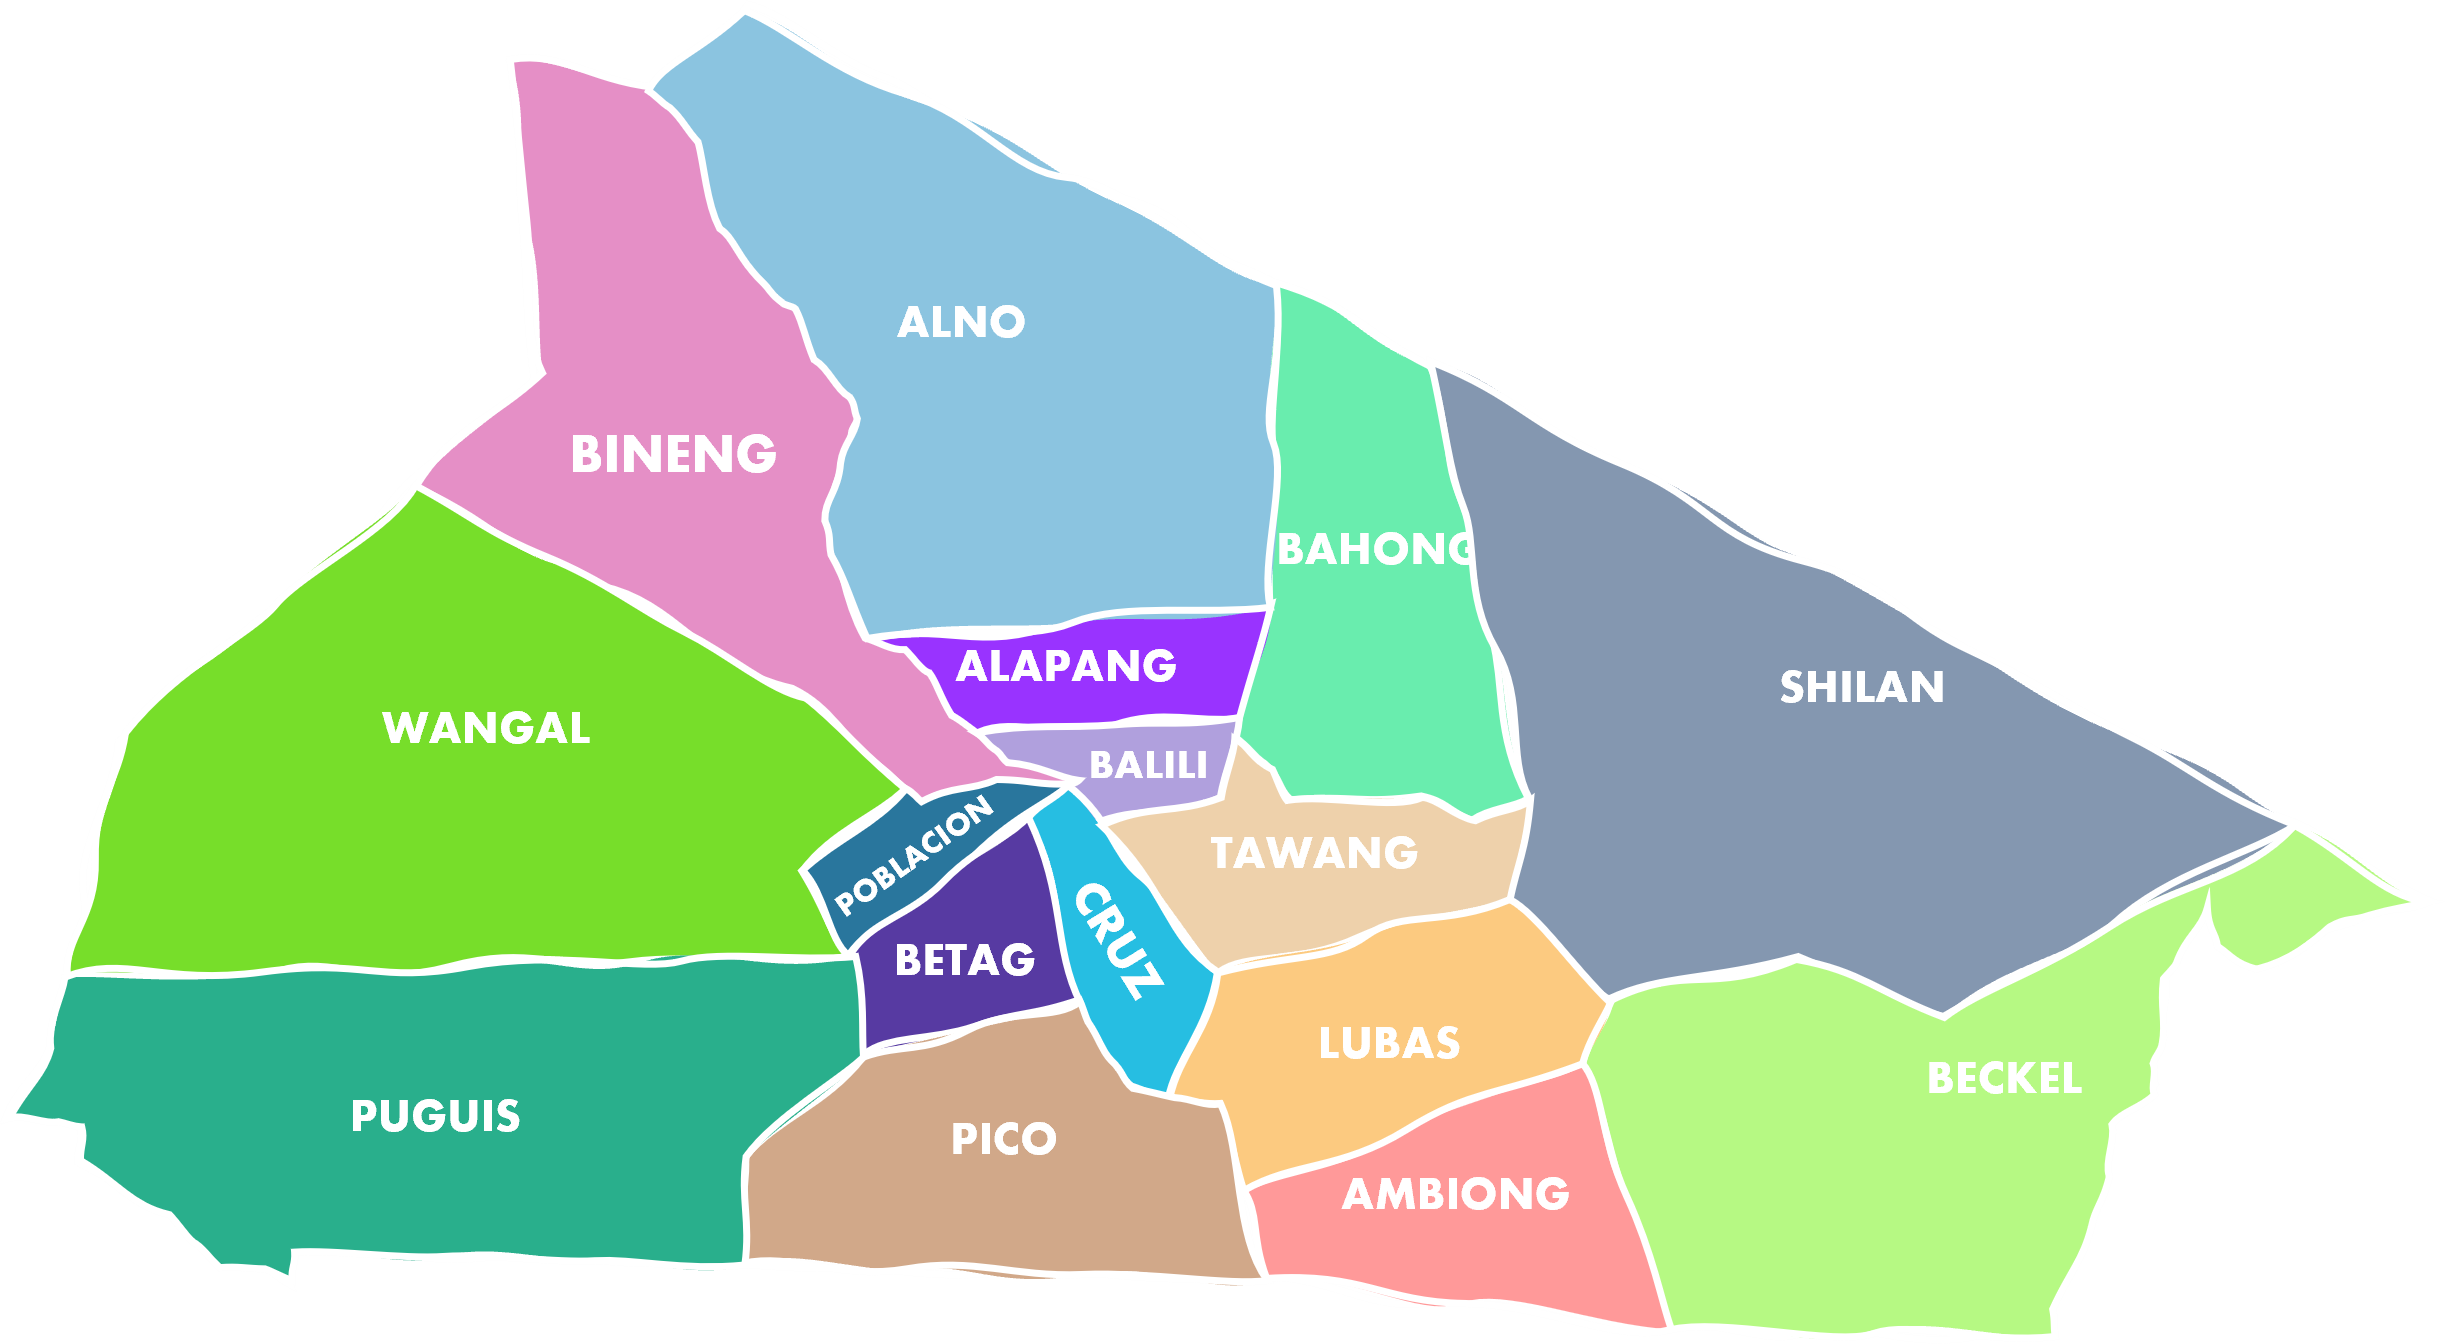 ALNO
BINENG
BAHONG
ALAPANG
SHILAN
WANGAL
BALILI
POBLACION
TAWANG
CRUZ
BETAG
LUBAS
BECKEL
PUGUIS
PICO
AMBIONG